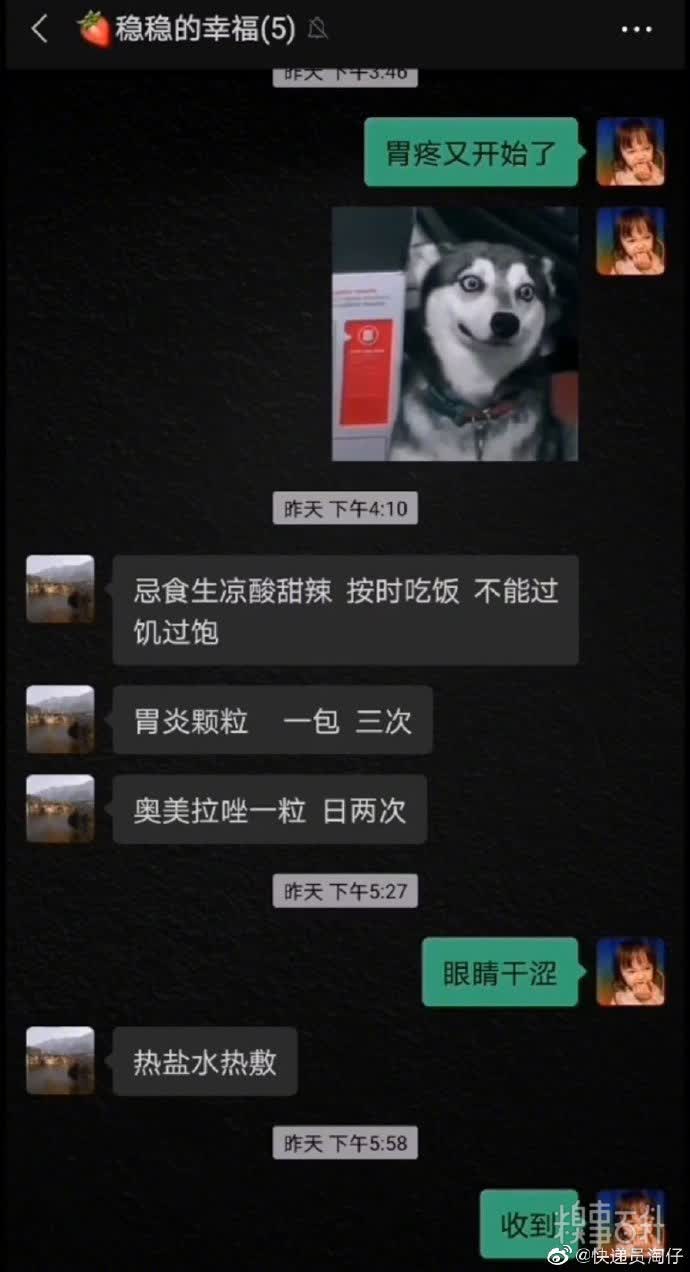 🍓稳稳的幸福(5)
昨天 下午3:46
胃疼又开始了
昨天 下午4:10
忌食生凉酸甜辣 按时吃饭 不能过
饥过饱
胃炎颗粒 一包 三次
奥美拉唑一粒 日两次
昨天 下午5:27
眼睛干涩
热盐水热敷
昨天 下午5:58
收到
糗事百科
@快递员淘仔